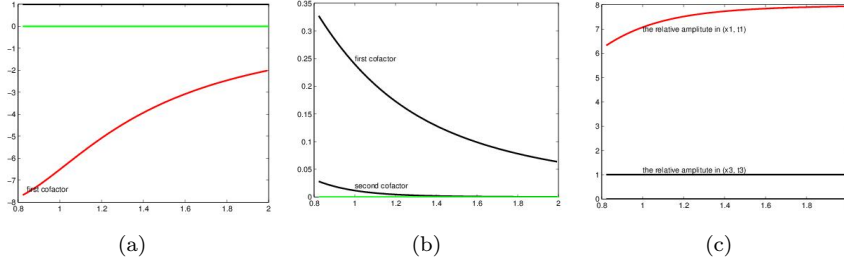 1
0
−1
−2
−3
−4
−5
−6
−7
−8
first cofactor
0.8 1 1.2 1.4 1.6 1.8 2
(a)
0.35
0.3
0.25
0.2
0.15
0.1
0.05
0
first cofactor
second cofactor
0.8 1 1.2 1.4 1.6 1.8 2
(b)
8
7
6
5
4
3
2
1
0
the relative amplitute in (x1, t1)
the relative amplitute in (x3, t3)
0.8 1 1.2 1.4 1.6 1.8
(c)